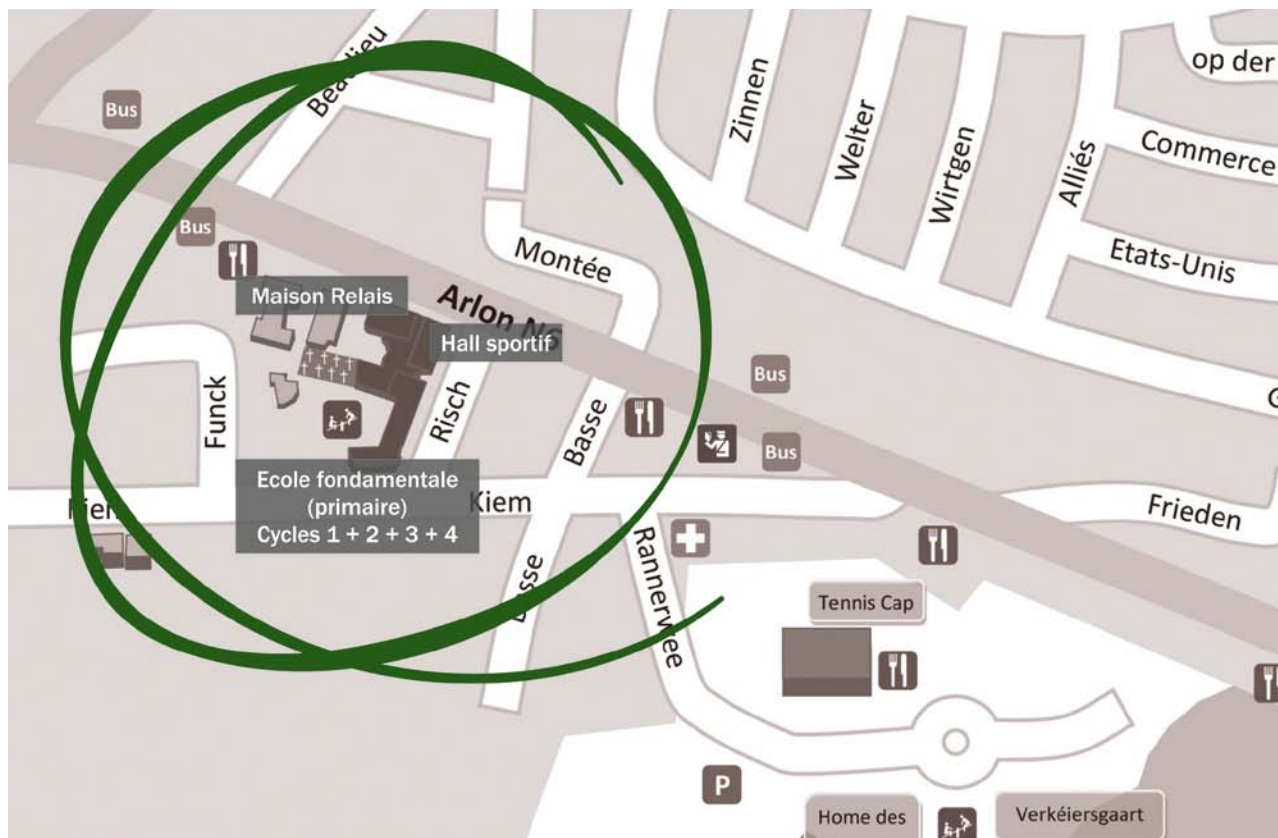 Beaulieu
op der
Bus
Zinnen
Welter
Wirtgen
Alliés
Commerce
Bus
Montée
Etats-Unis
Maison Relais
Arlon N6
Hall sportif
Bus
Funck
Risch
Basse
Bus
Ecole fondamentale
(primaire)
Cycles 1 + 2 + 3 + 4
Kiem
Kiem
Frieden
Basse
Rannerwee
Tennis Cap
P
Home des
Verkéiersgaart